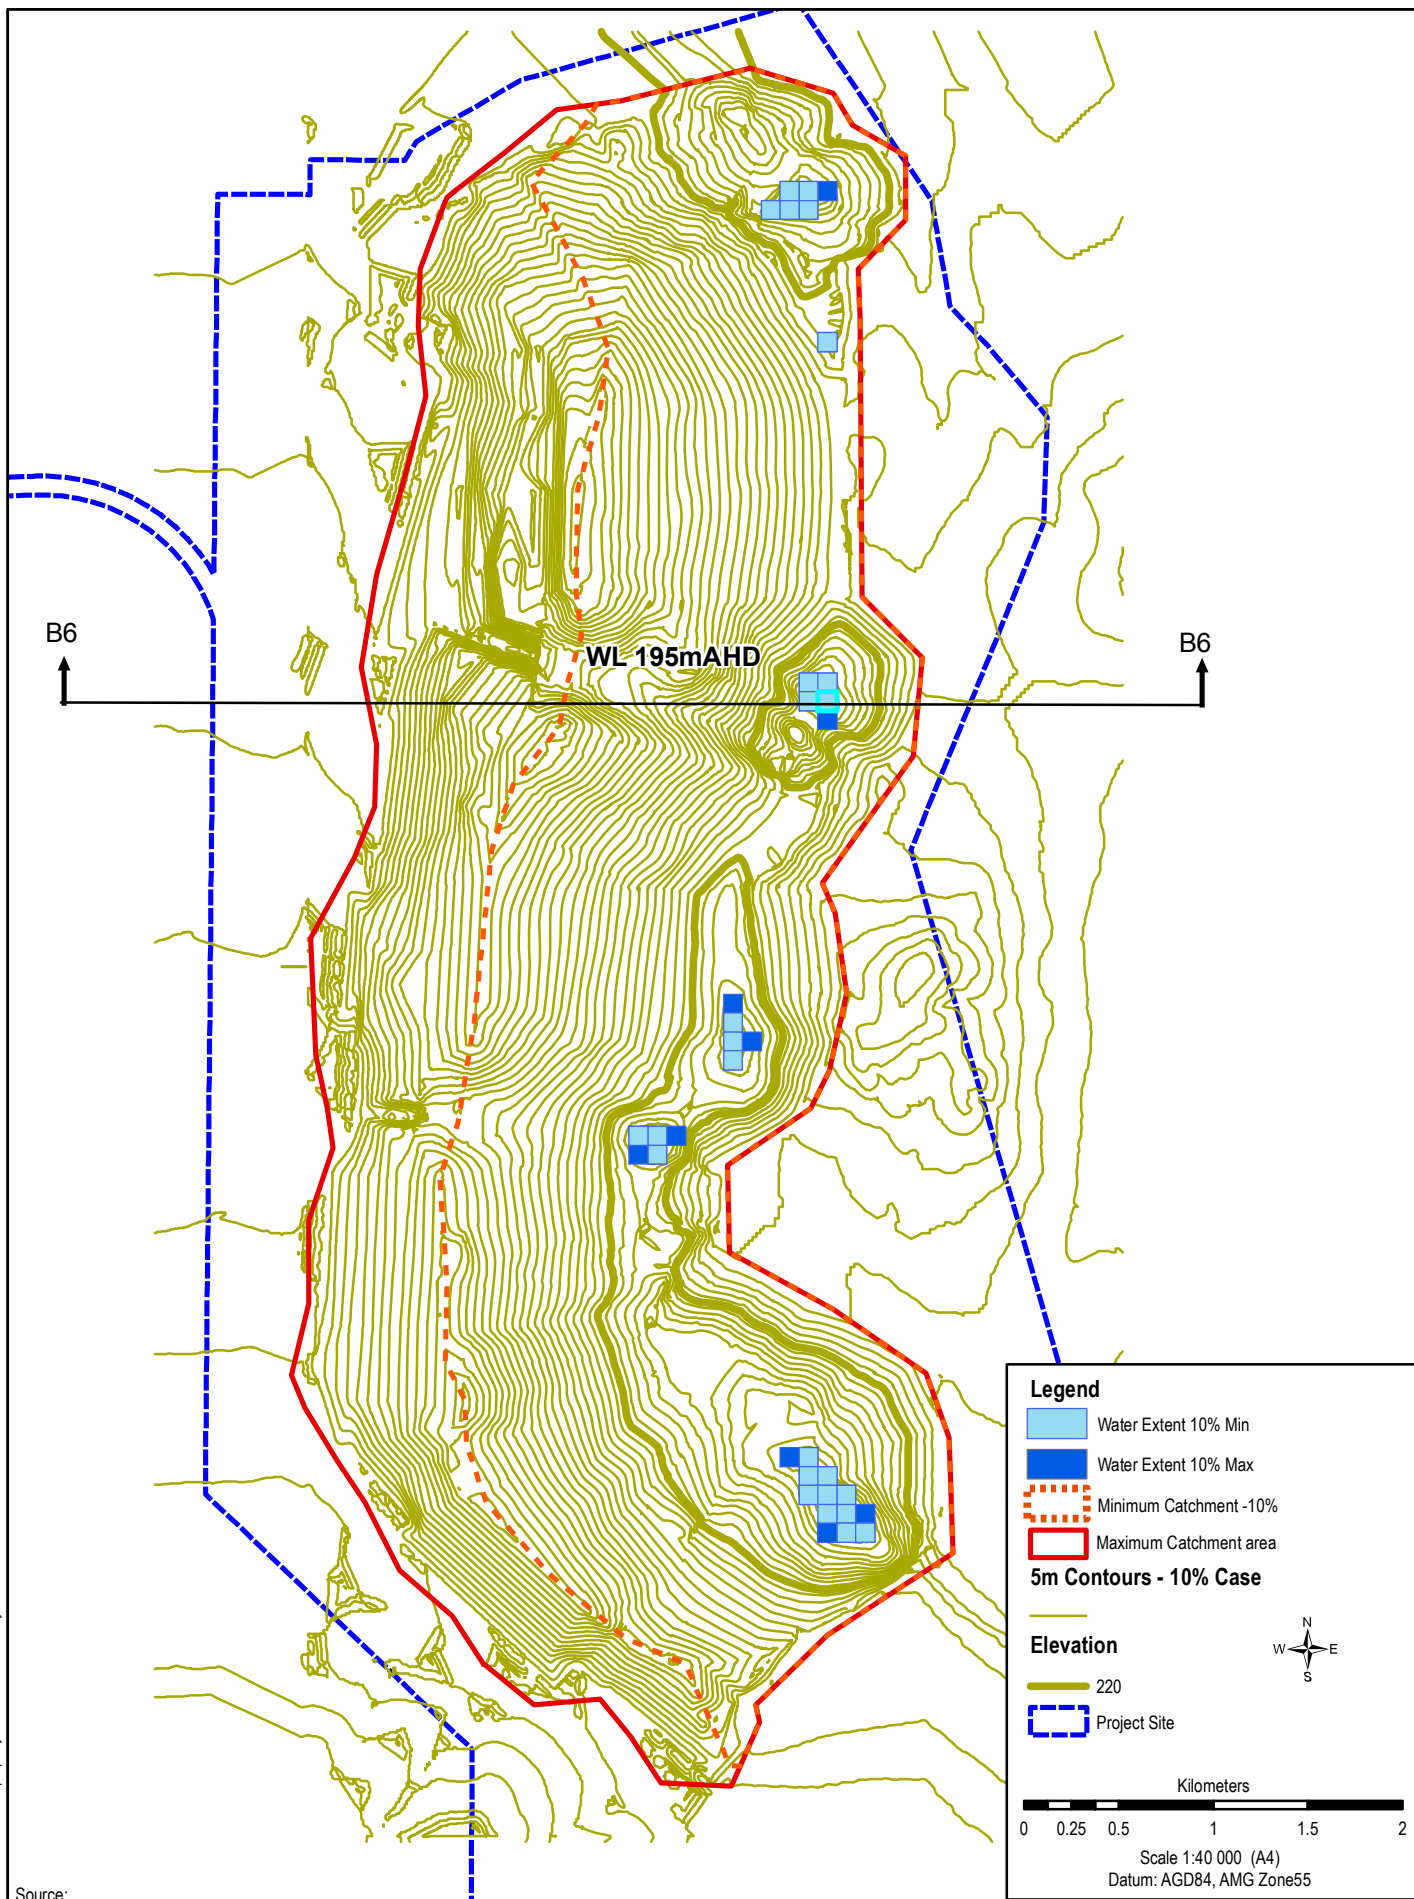 B6
B6
WL 195mAHD
Legend
Water Extent 10% Min
Water Extent 10% Max
Minimum Catchment -10%
Maximum Catchment area
5m Contours - 10% Case
Elevation
220
Project Site
N
W E
S
Kilometers
0 0.25 0.5 1 1.5 2
Scale 1:40 000 (A4)
Datum: AGD84, AMG Zone55
Source: